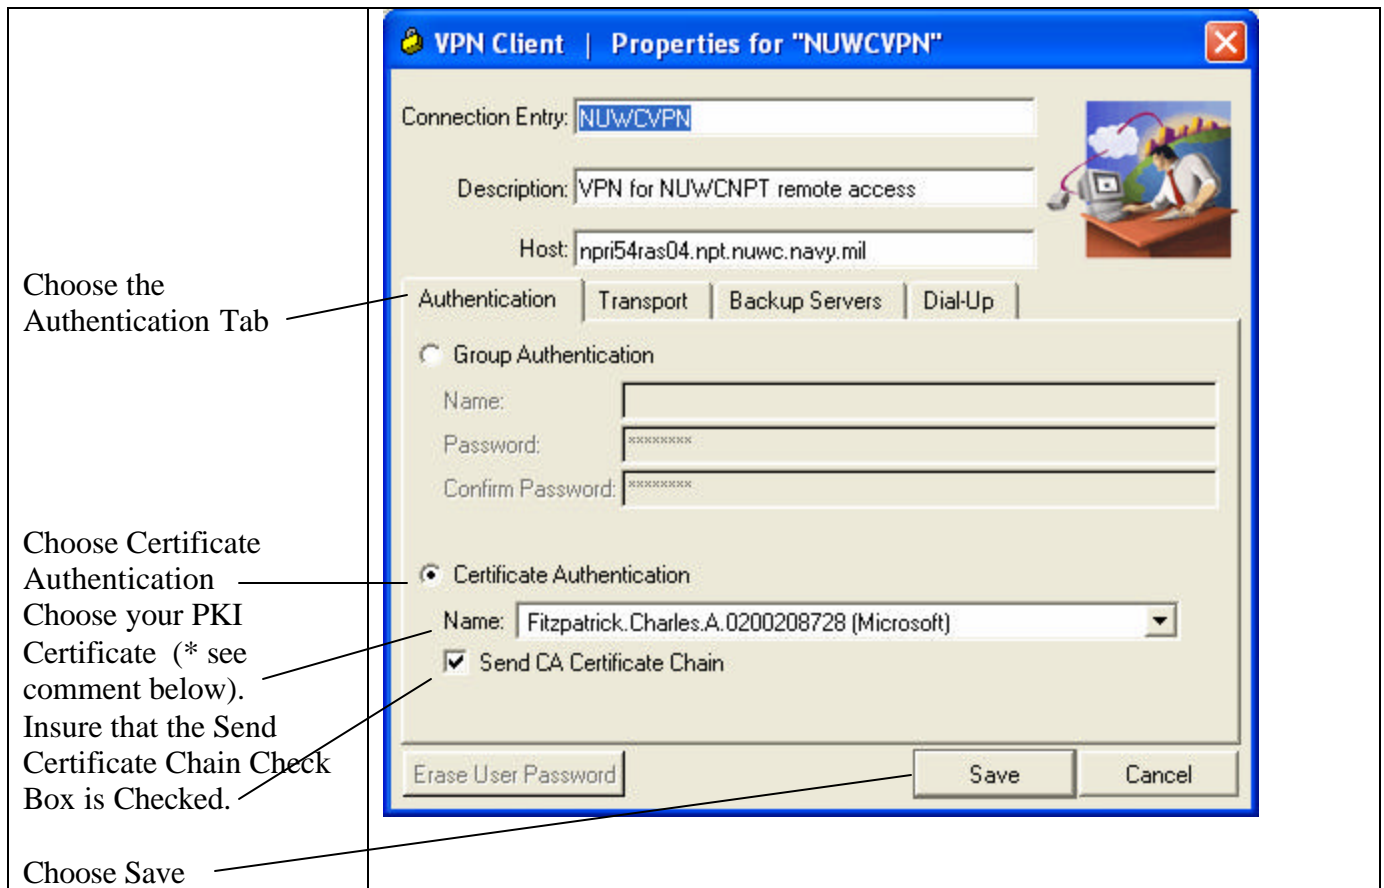 Choose the
Authentication Tab
Choose Certificate
Authentication
Choose your PKI
Certificate (* see
comment below).
Insure that the Send
Certificate Chain Check
Box is Checked.
Choose Save
VPN Client | Properties for "NUWCVPN"
Connection Entry: NUWCVPN
Description: VPN for NUWCNPT remote access
Host: npri54ras04.npt.nuwc.navy.mil
Authentication Transport Backup Servers Dial-Up
Group Authentication
Name:
Password: ********
Confirm Password: ********
Certificate Authentication
Name: Fitzpatrick.Charles.A.0200208728 (Microsoft)
Send CA Certificate Chain
Erase User Password Save Cancel